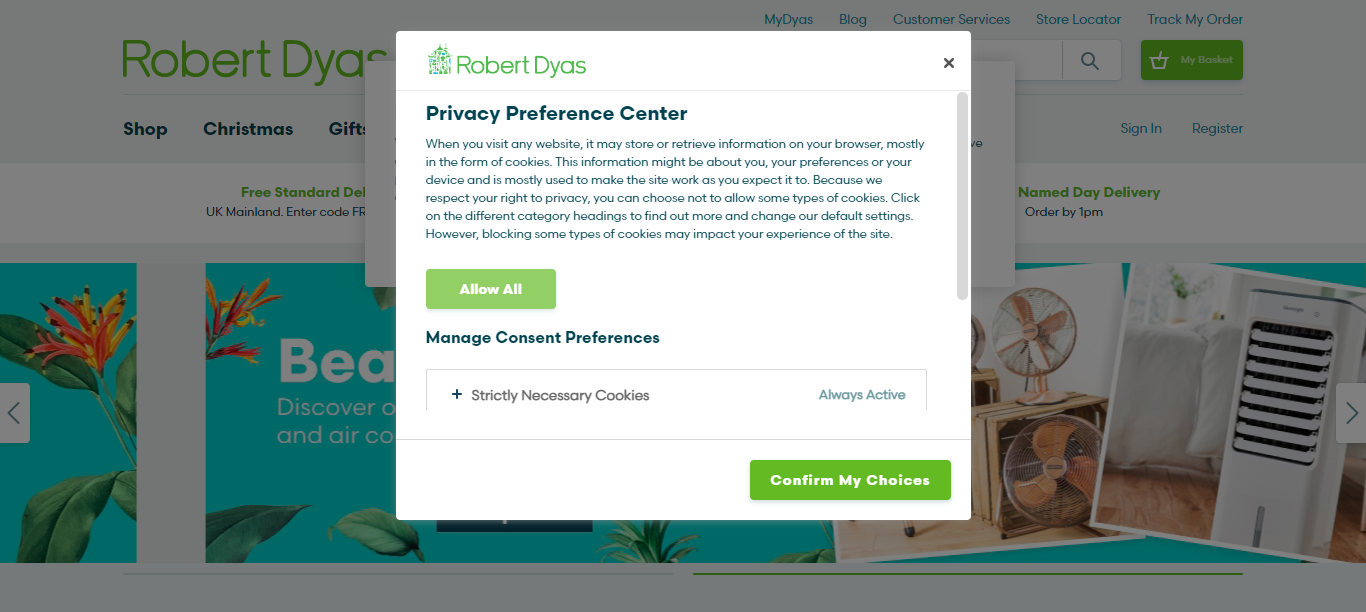 MyDyas Blog Customer Services Store Locator Track My Order
Robert Dyas
My Basket
Shop Christmas
Sign In Register
Robert Dyas
Privacy Preference Center
When you visit any website, it may store or retrieve information on your browser, mostly
in the form of cookies. This information might be about you, your preferences or your
device and is mostly used to make the site work as you expect it to. Because we
respect your right to privacy, you can choose not to allow some types of cookies. Click
on the different category headings to find out more and change our default settings.
However, blocking some types of cookies may impact your experience of the site.
Allow All
Manage Consent Preferences
+ Strictly Necessary Cookies Always Active
Confirm My Choices
Free Standard
UK Mainland. Enter code
Named Day Delivery
Order by 1pm
Discover
and air